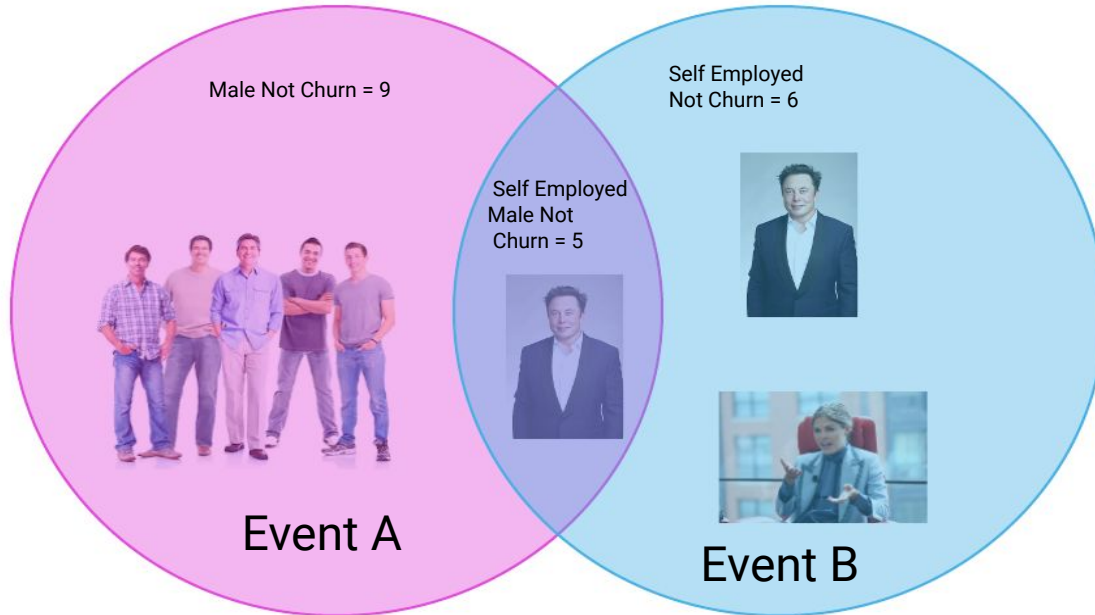 Male Not Churn = 9
Self Employed
Not Churn = 6
Self Employed
Male Not
Churn = 5
Event A
Event B